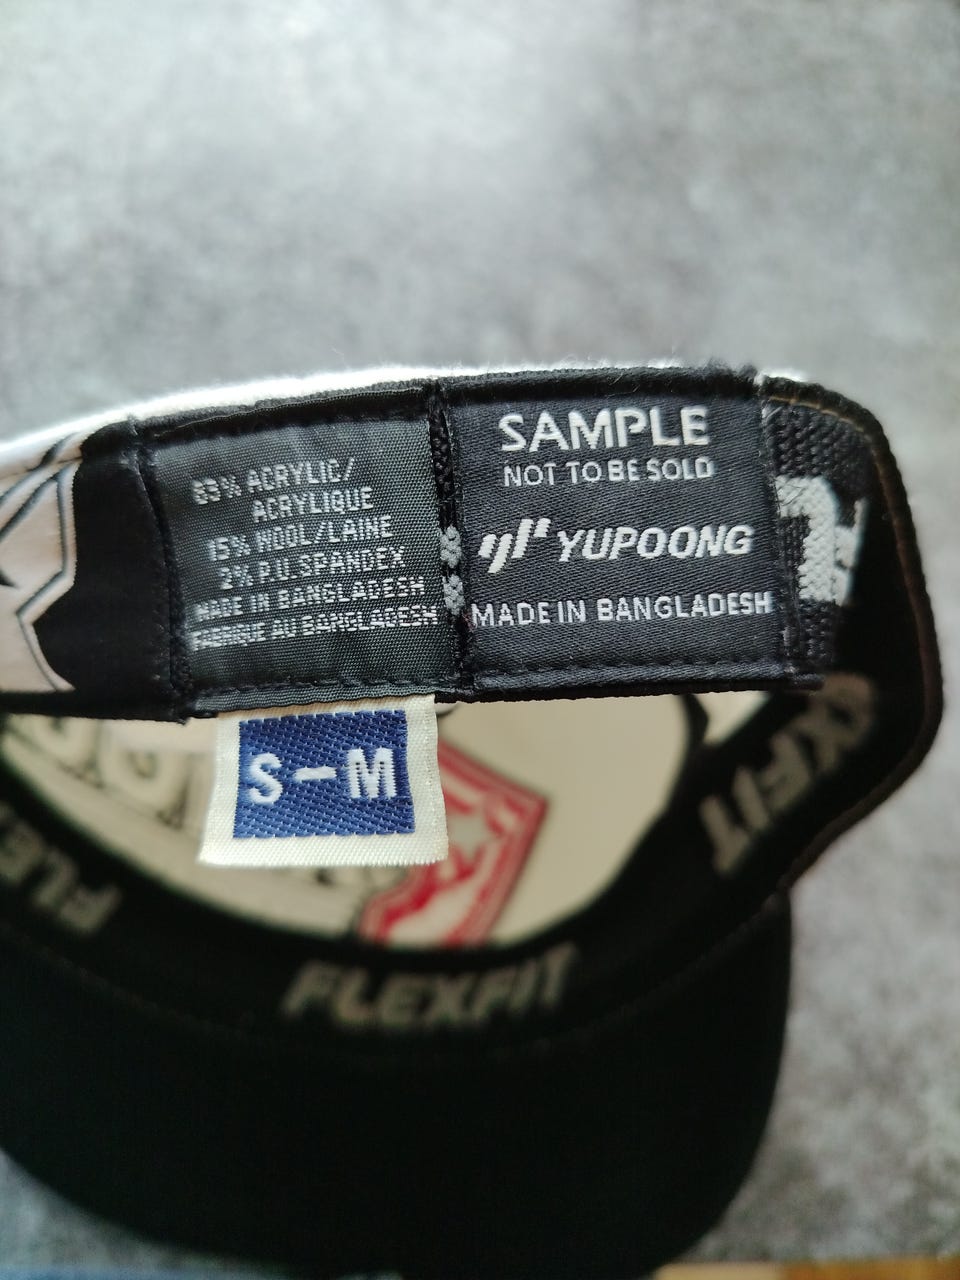 83% ACRYLIC/
ACRYLIQUE
15% WOOL/LAINE
2% P.U. SPANDEX
MADE IN BANGLADESH
FABRIQUE AU BANGLADESH
SAMPLE
NOT TO BE SOLD
YUPOONG
MADE IN BANGLADESH
S-M
FLEXFIT